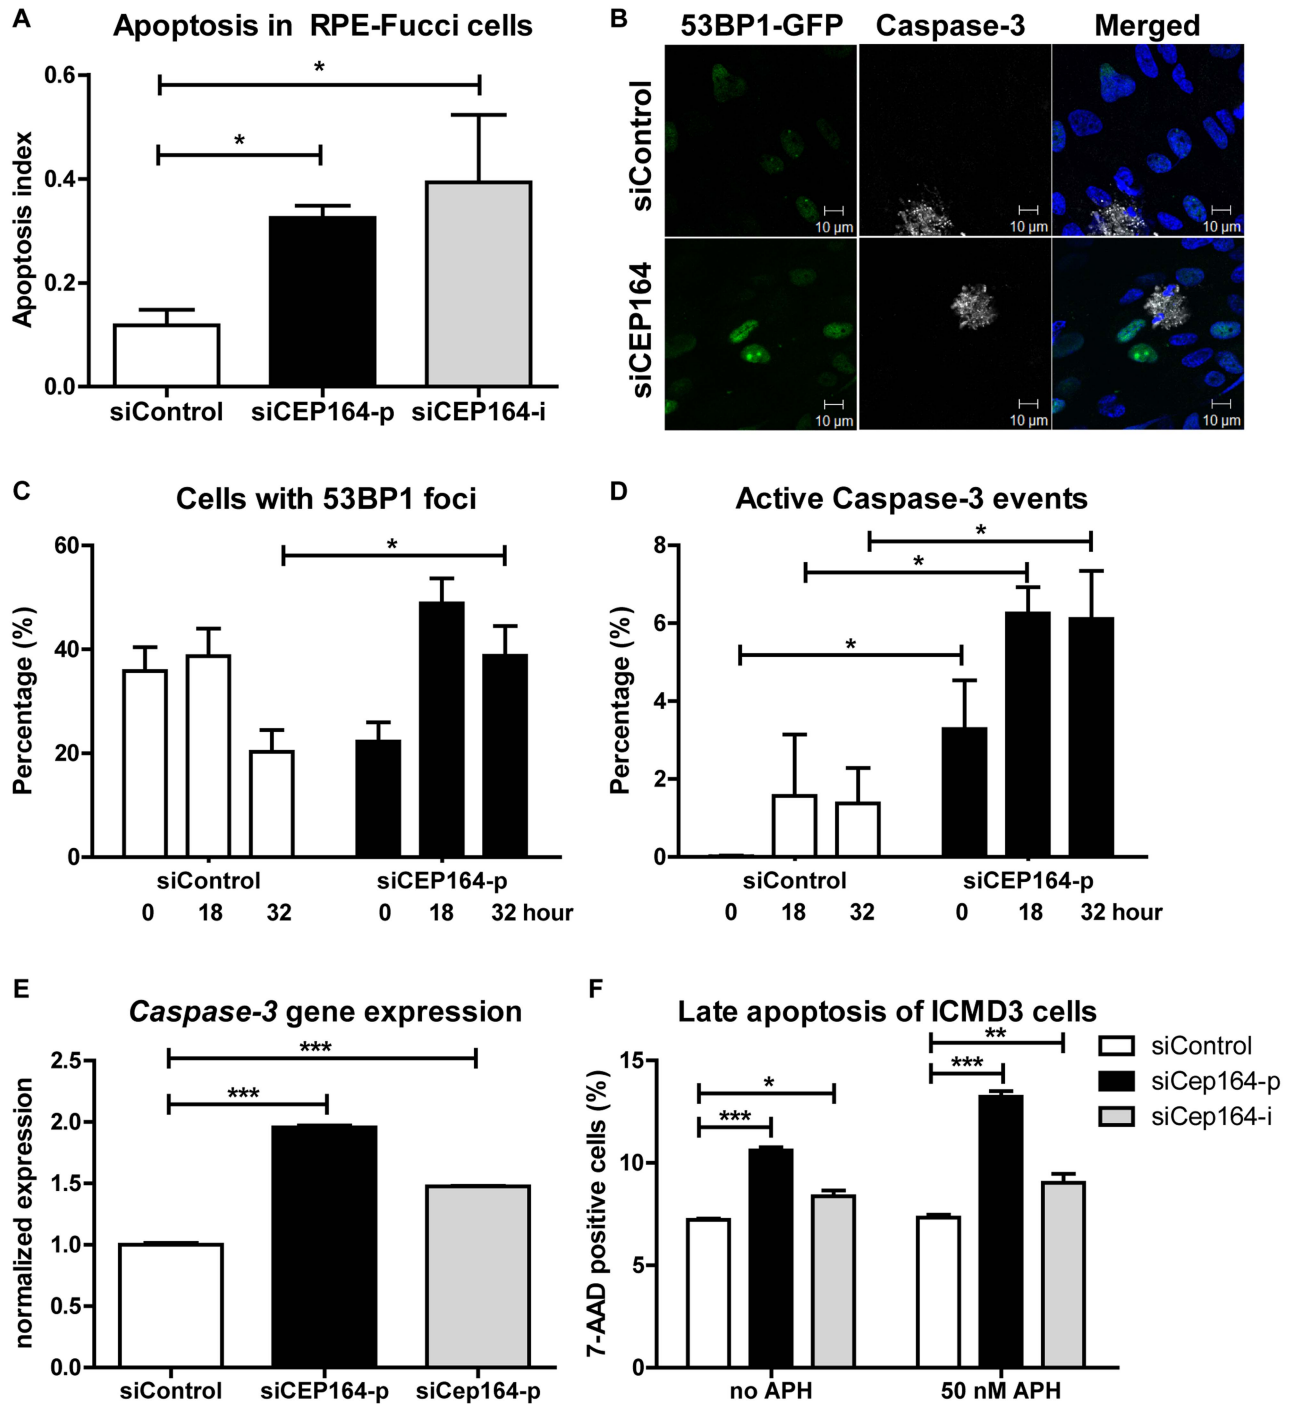 A
Apoptosis in RPE-Fucci cells
Apoptosis index
0.6
0.4
0.2
0.0
*
*
siControl siCEP164-p siCEP164-i
B
53BP1-GFP Caspase-3 Merged
siControl
10 µm 10 µm 10 µm
siCEP164
10 µm 10 µm 10 µm
C
Cells with 53BP1 foci
Percentage (%)
60
40
20
0
*
siControl siCEP164-p
0 18 32 0 18 32 hour
D
Active Caspase-3 events
Percentage (%)
8
6
4
2
0
*
*
*
siControl siCEP164-p
0 18 32 0 18 32 hour
E
Caspase-3 gene expression
normalized expression
2.5
2.0
1.5
1.0
0.5
0.0
***
***
siControl siCEP164-p siCep164-p
F
Late apoptosis of ICMD3 cells
7-AAD positive cells (%)
15
10
5
0
*
***
**
***
no APH 50 nM APH
siControl
siCep164-p
siCep164-i